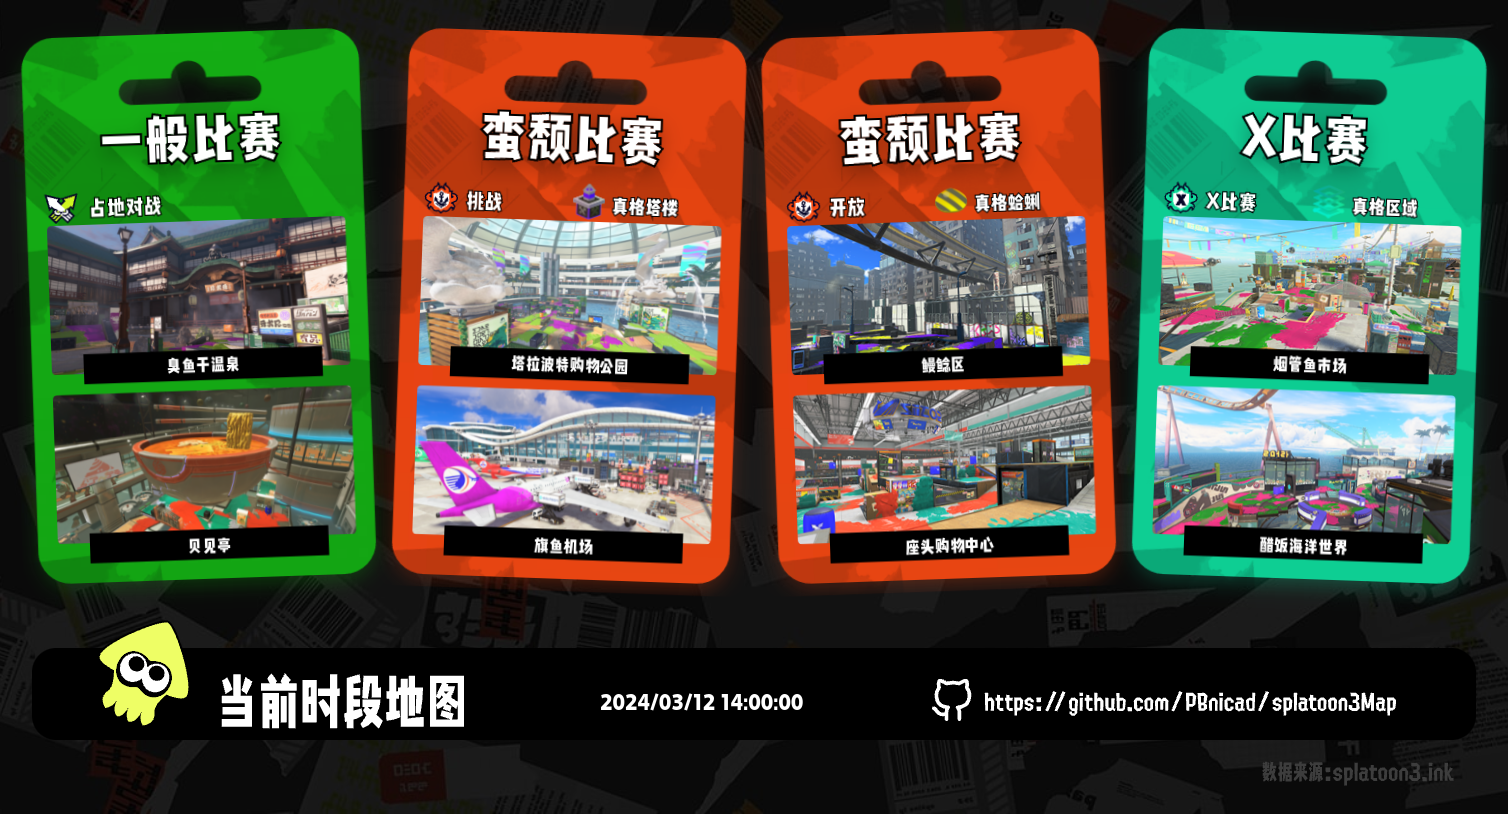 一般比赛
占地对战
臭鱼干温泉
贝见亭
蛮颓比赛
挑战
真格塔楼
塔拉波特购物公园
旗鱼机场
蛮颓比赛
开放
真格蛤蜊
鳗鲶区
座头购物中心
X比赛
X比赛
真格区域
烟管鱼市场
醋饭海洋世界
当前时段地图
2024/03/12 14:00:00
https://github.com/PBnicad/splatoon3Map
数据来源:splatoon3.ink